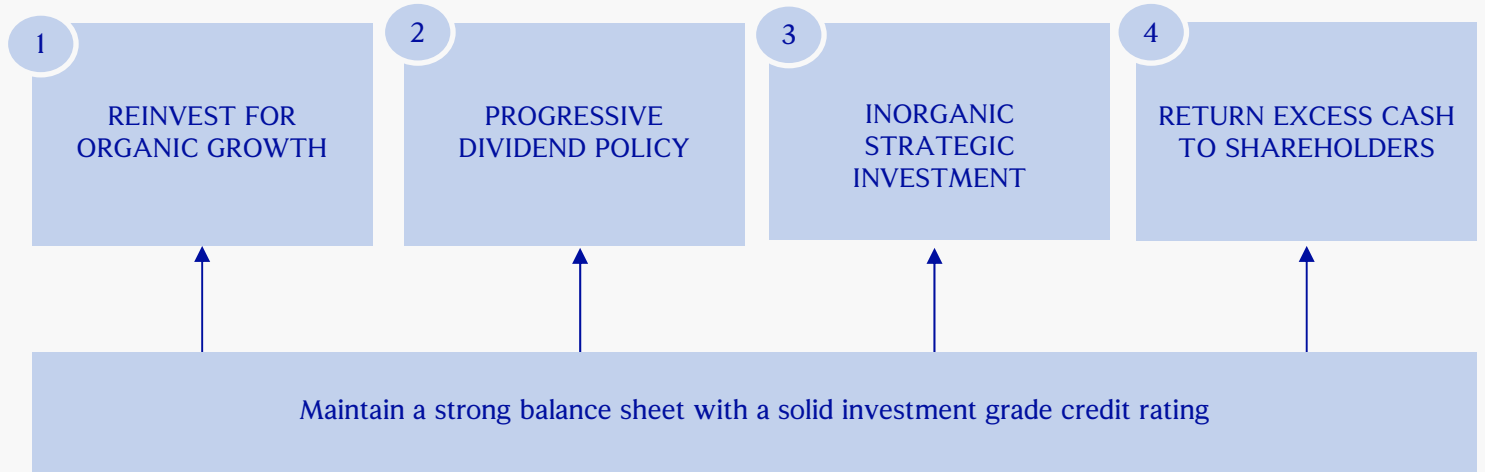 1
REINVEST FOR
ORGANIC GROWTH
2
PROGRESSIVE
DIVIDEND POLICY
3
INORGANIC
STRATEGIC
INVESTMENT
4
RETURN EXCESS CASH
TO SHAREHOLDERS
Maintain a strong balance sheet with a solid investment grade credit rating